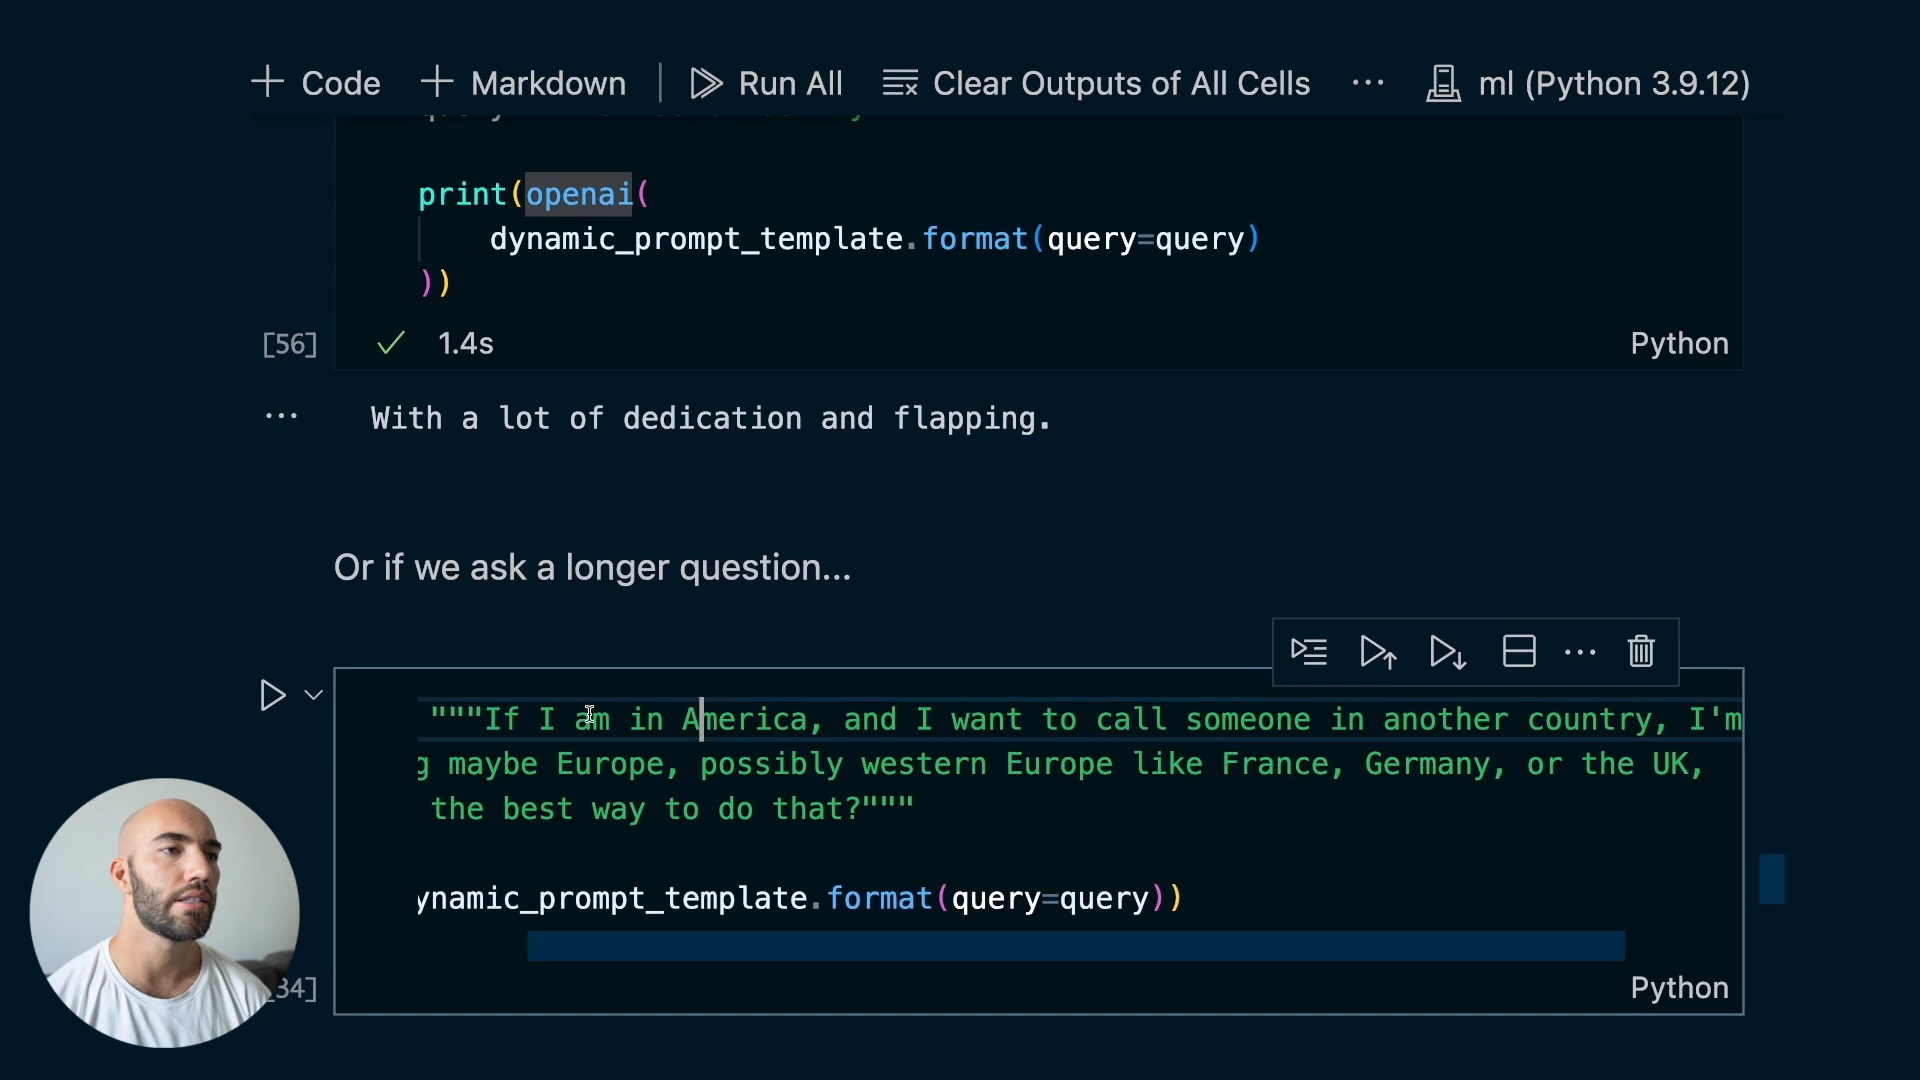 Code Markdown Run All Clear Outputs of All Cells ... ml (Python 3.9.12)
print(openai(
dynamic_prompt_template.format(query=query)
))
[56] 1.4s Python
... With a lot of dedication and flapping.
Or if we ask a longer question...
"""If I am in America, and I want to call someone in another country, I'm
g maybe Europe, possibly western Europe like France, Germany, or the UK,
the best way to do that?"""
ynamic_prompt_template.format(query=query))
34] Python